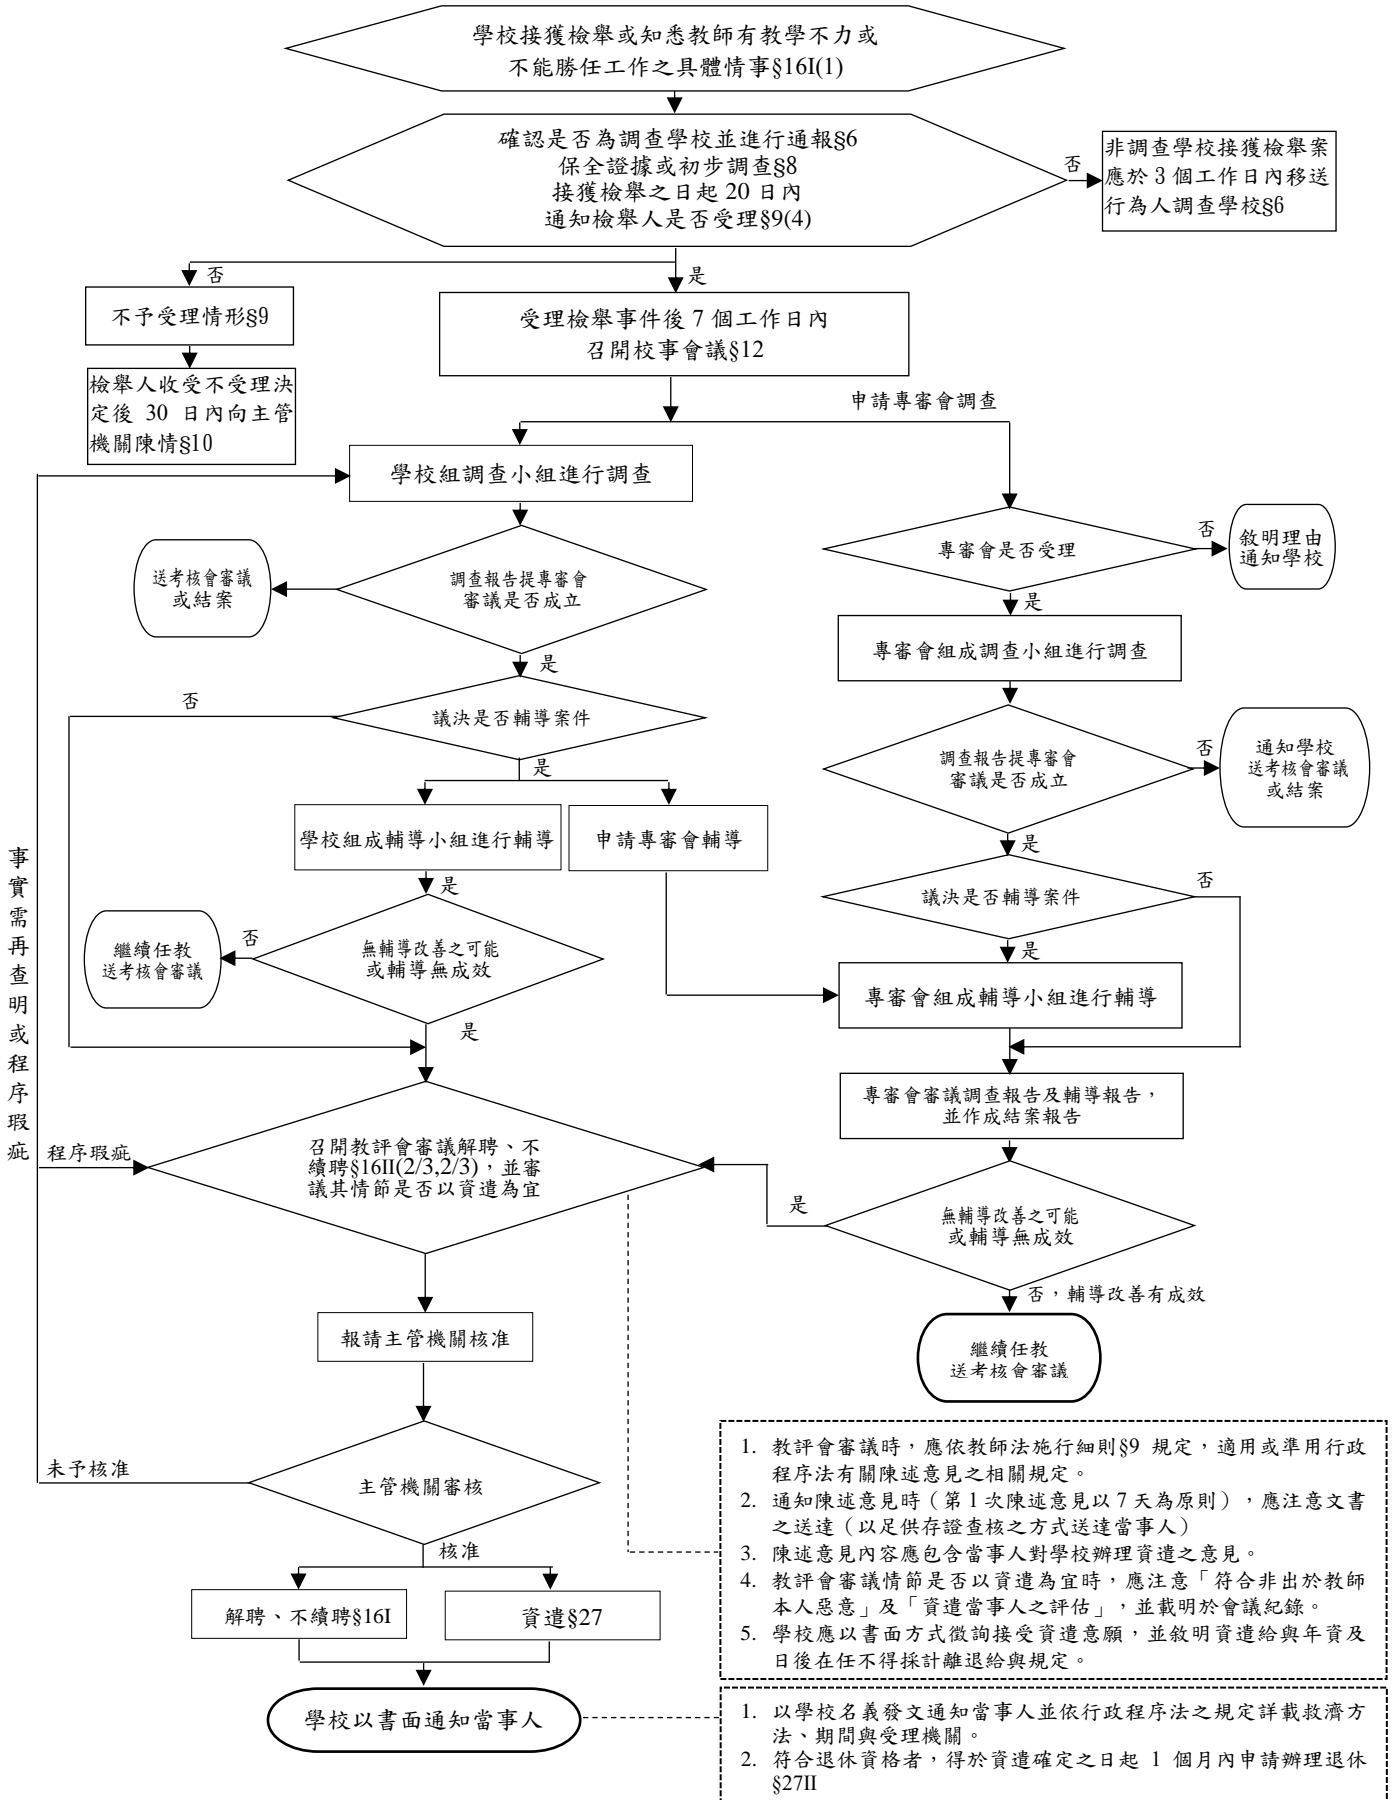 學校接獲檢舉或知悉教師有教學不力或
不能勝任工作之具體情事§16I(1)
確認是否為調查學校並進行通報§6
保全證據或初步調查§8
接獲檢舉之日起 20 日內
通知檢舉人是否受理§9(4)
否
非調查學校接獲檢舉案
應於 3 個工作日內移送
行為人調查學校§6
否
是
不予受理情形§9
受理檢舉事件後 7 個工作日內
召開校事會議§12
檢舉人收受不受理決
定後 30 日內向主管
機關陳情§10
申請專審會調查
學校組調查小組進行調查
專審會是否受理
否
敘明理由
通知學校
送考核會審議
或結案
調查報告提專審會
審議是否成立
是
專審會組成調查小組進行調查
是
否
議決是否輔導案件
調查報告提專審會
審議是否成立
否
通知學校
送考核會審議
或結案
是
學校組成輔導小組進行輔導
申請專審會輔導
是
議決是否輔導案件
否
是
繼續任教
送考核會審議
否
無輔導改善之可能
或輔導無成效
是
專審會組成輔導小組進行輔導
是
事實需再查明或程序瑕疵
專審會審議調查報告及輔導報告，
並作成結案報告
程序瑕疵
召開教評會審議解聘、不
續聘§16II(2/3,2/3)，並審
議其情節是否以資遣為宜
是
無輔導改善之可能
或輔導無成效
否，輔導改善有成效
報請主管機關核准
繼續任教
送考核會審議
未予核准
主管機關審核
核准
解聘、不續聘§16I
資遣§27
學校以書面通知當事人
1. 教評會審議時，應依教師法施行細則§9 規定，適用或準用行政
程序法有關陳述意見之相關規定。
2. 通知陳述意見時（第 1 次陳述意見以 7 天為原則），應注意文書
之送達（以足供存證查核之方式送達當事人）
3. 陳述意見內容應包含當事人對學校辦理資遣之意見。
4. 教評會審議情節是否以資遣為宜時，應注意「符合非出於教師
本人惡意」及「資遣當事人之評估」，並載明於會議紀錄。
5. 學校應以書面方式徵詢接受資遣意願，並敘明資遣給與年資及
日後在任不得採計離退給與規定。
1. 以學校名義發文通知當事人並依行政程序法之規定詳載救濟方
法、期間與受理機關。
2. 符合退休資格者，得於資遣確定之日起 1 個月內申請辦理退休
§27II